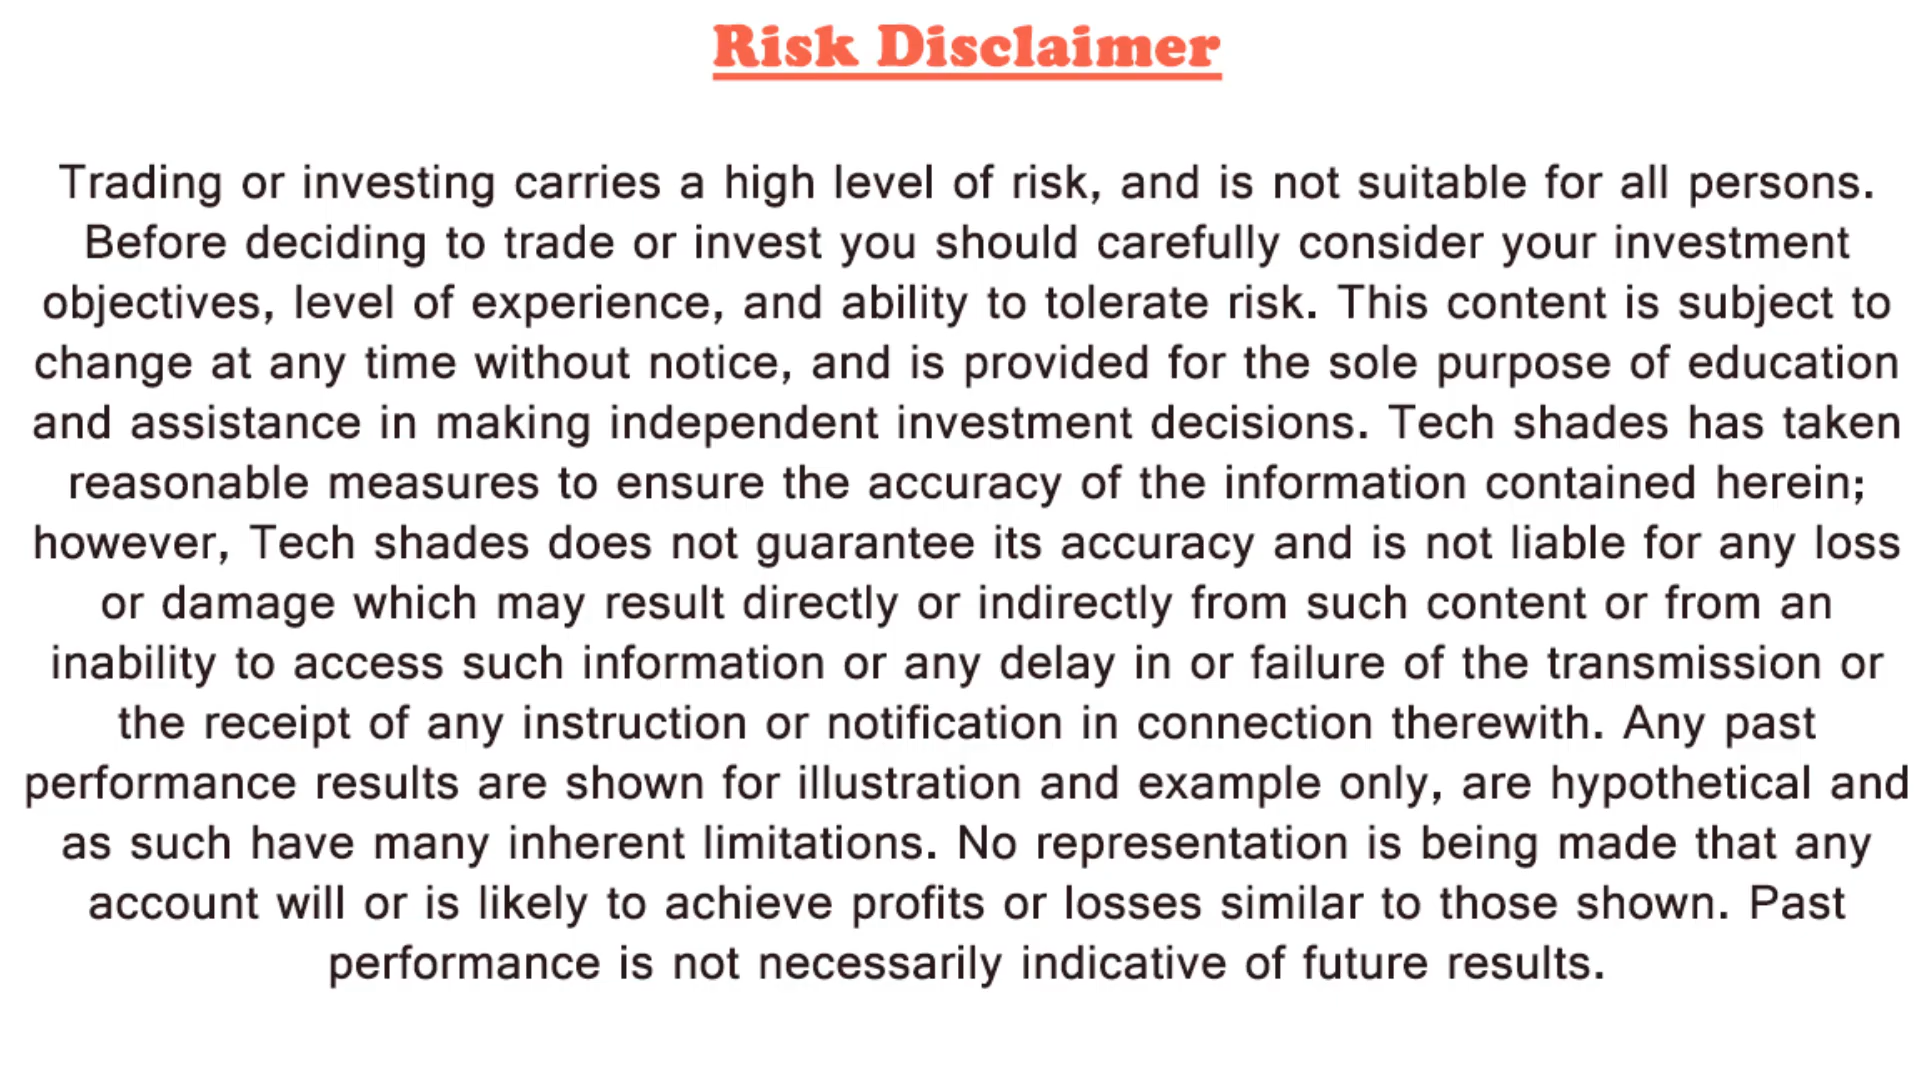 Risk Disclaimer
Trading or investing carries a high level of risk, and is not suitable for all persons.
Before deciding to trade or invest you should carefully consider your investment
objectives, level of experience, and ability to tolerate risk. This content is subject to
change at any time without notice, and is provided for the sole purpose of education
and assistance in making independent investment decisions. Tech shades has taken
reasonable measures to ensure the accuracy of the information contained herein;
however, Tech shades does not guarantee its accuracy and is not liable for any loss
or damage which may result directly or indirectly from such content or from an
inability to access such information or any delay in or failure of the transmission or
the receipt of any instruction or notification in connection therewith. Any past
performance results are shown for illustration and example only, are hypothetical and
as such have many inherent limitations. No representation is being made that any
account will or is likely to achieve profits or losses similar to those shown. Past
performance is not necessarily indicative of future results.